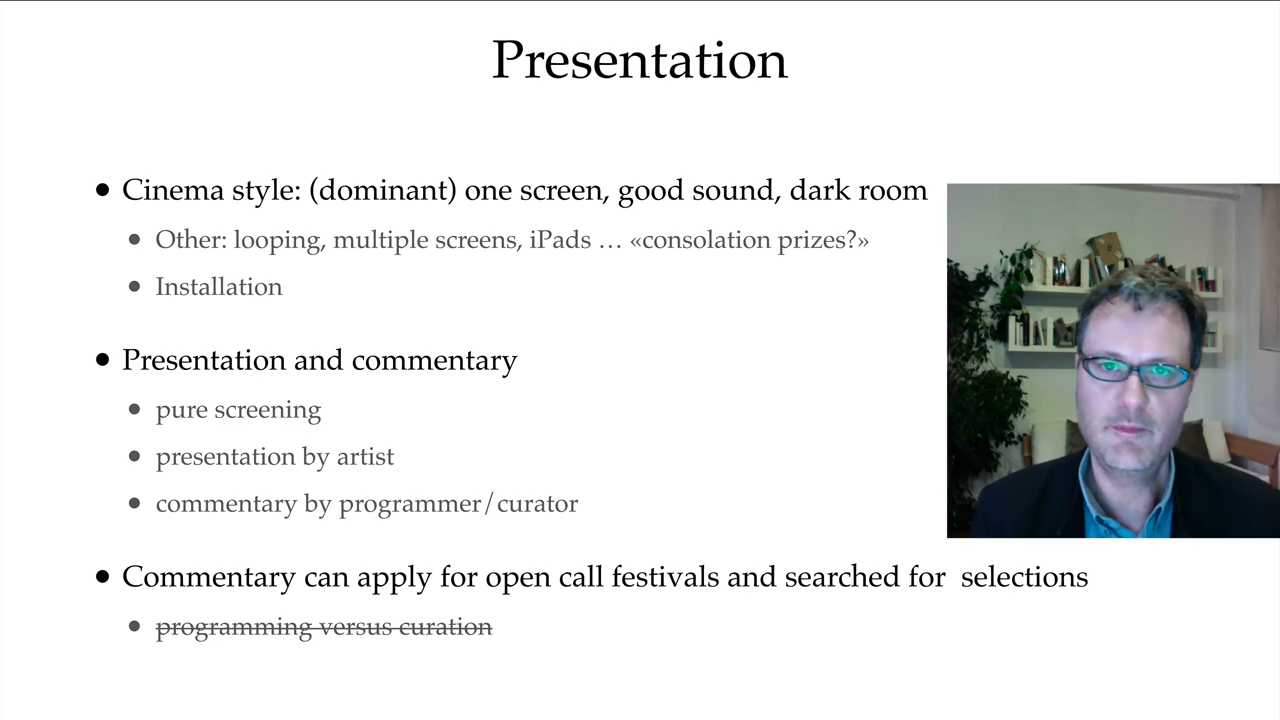 Presentation
• Cinema style: (dominant) one screen, good sound, dark room
• Other: looping, multiple screens, iPads … «consolation prizes?»
• Installation
• Presentation and commentary
• pure screening
• presentation by artist
• commentary by programmer/curator
• Commentary can apply for open call festivals and searched for  selections
• programming versus curation